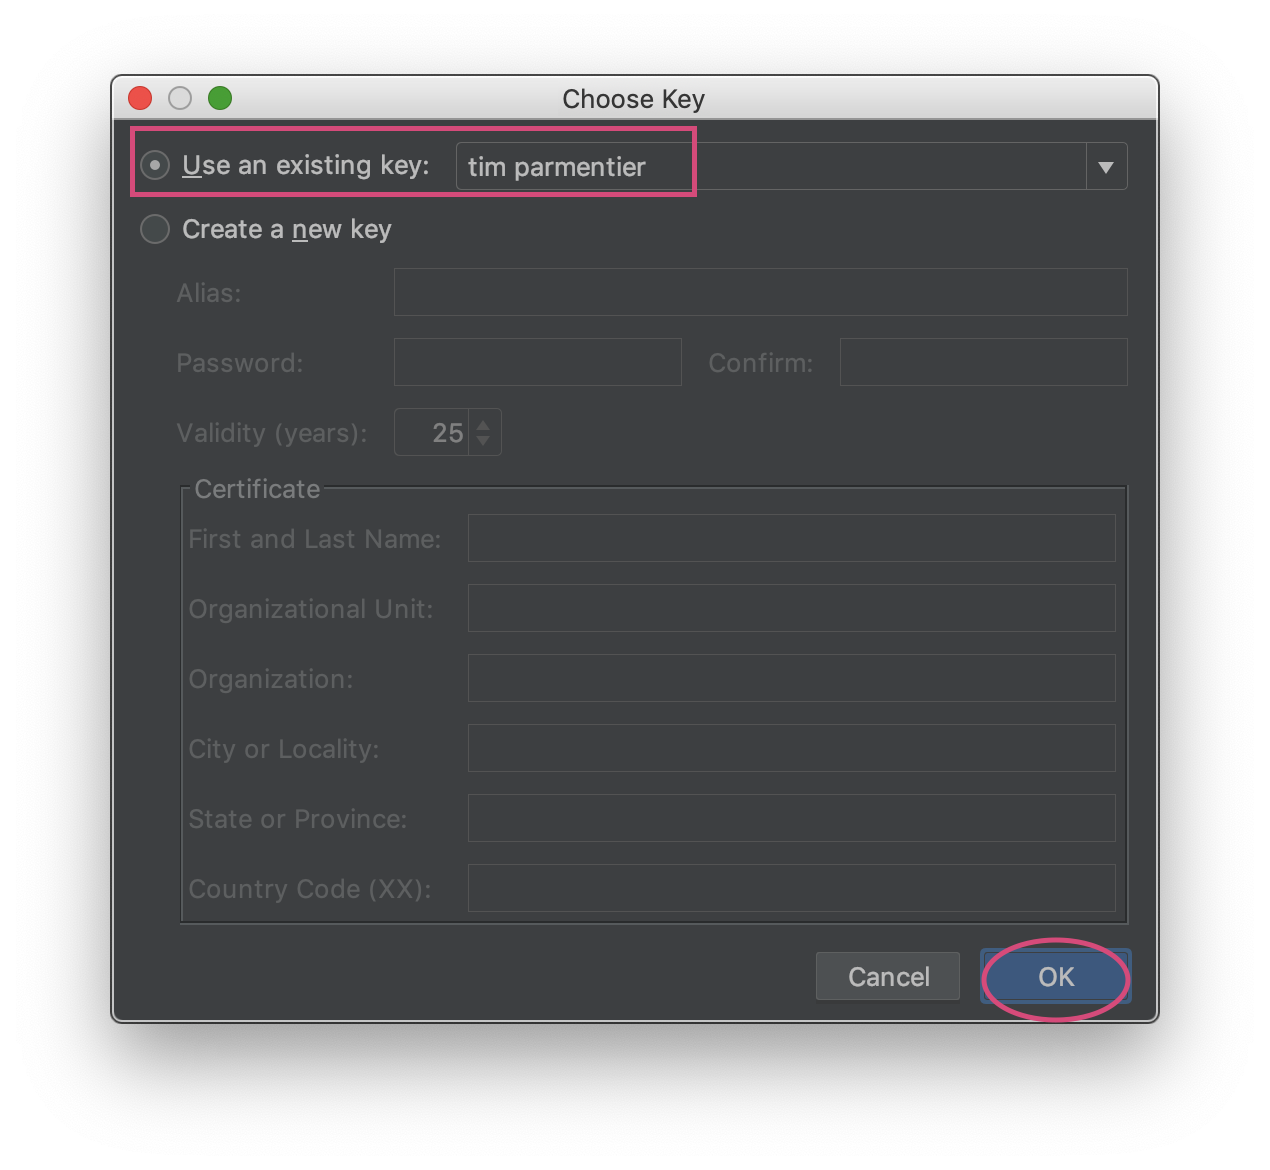 Choose Key
Use an existing key: tim parmentier
Create a new key
Alias:
Password: Confirm:
Validity (years): 25
Certificate
First and Last Name:
Organizational Unit:
Organization:
City or Locality:
State or Province:
Country Code (XX):
Cancel OK